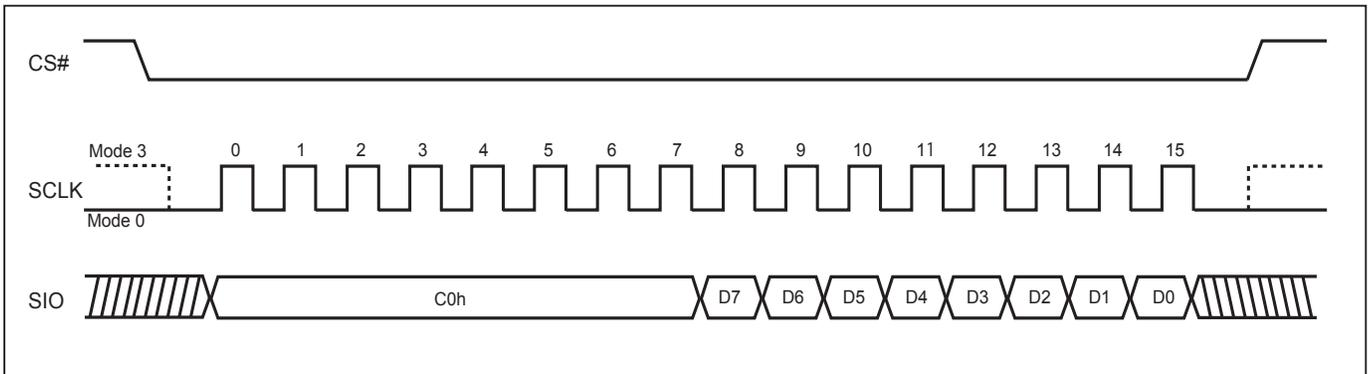 CS#
Mode 3
0 1 2 3 4 5 6 7 8 9 10 11 12 13 14 15
SCLK
Mode 0
SIO
C0h D7 D6 D5 D4 D3 D2 D1 D0